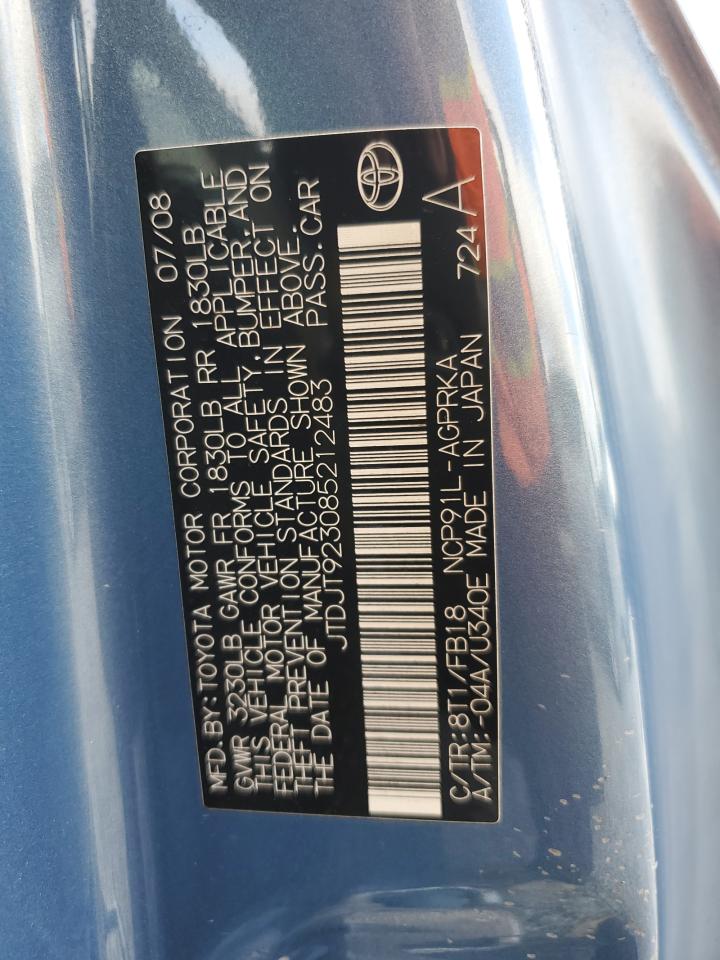 MFD.BY:TOYOTA MOTOR CORPORATION 07/08
GVWR 3230LB GAWR FR 1830LB RR 1830LB
THIS VEHICLE CONFORMS TO ALL APPLICABLE
FEDERAL MOTOR VEHICLE SAFETY,BUMPER,AND
THEFT PREVENTION STANDARDS IN EFFECT ON
THE DATE OF MANUFACTURE SHOWN ABOVE.
JTDJT923085212483 PASS.CAR
C/TR:8T1/FB18 NCP91L-AGPRKA 724
A/TM:-04A/U340E MADE IN JAPAN A